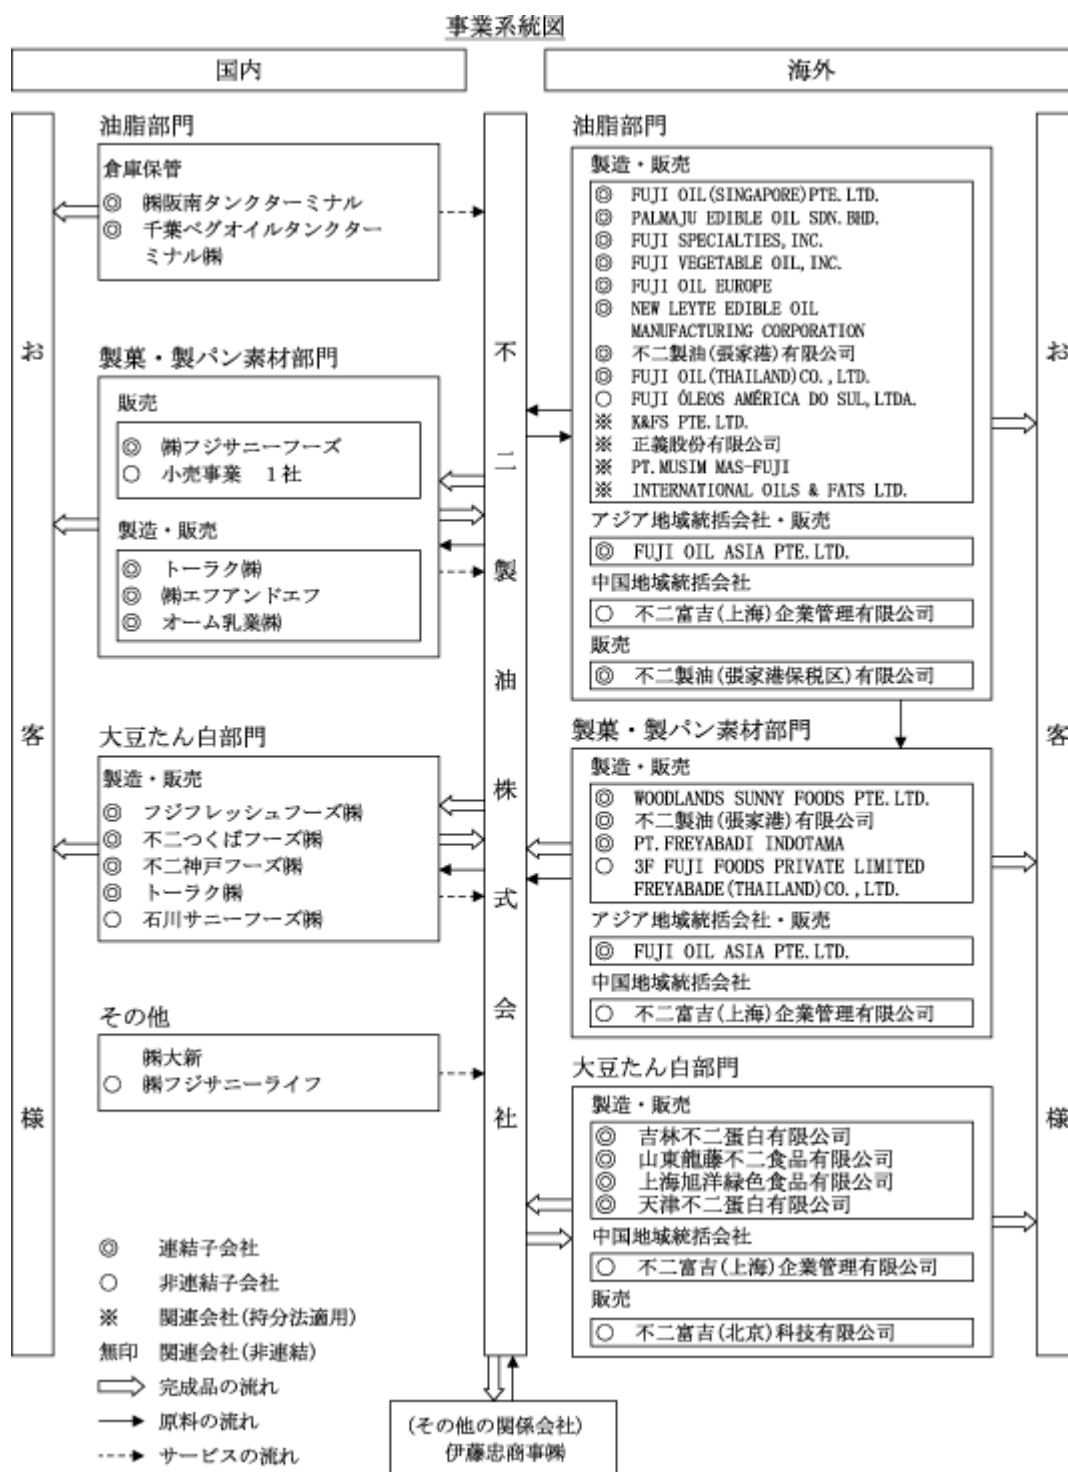 事業系統図
国内
海外
お客様
油脂部門
倉庫保管
◎ ㈱阪南タンクターミナル
◎ 千葉ベグオイルタンクター
ミナル㈱
製菓・製パン素材部門
販売
◎ ㈱フジサニーフーズ
○ 小売事業 1社
製造・販売
◎ トーラク㈱
◎ ㈱エフアンドエフ
◎ オーム乳業㈱
大豆たん白部門
製造・販売
◎ フジフレッシュフーズ㈱
◎ 不二つくばフーズ㈱
◎ 不二神戸フーズ㈱
◎ トーラク㈱
○ 石川サニーフーズ㈱
その他
㈱大新
○ ㈱フジサニーライフ
◎ 連結子会社
○ 非連結子会社
※ 関連会社(持分法適用)
無印 関連会社(非連結)
完成品の流れ
原料の流れ
サービスの流れ
不二製油株式会社
(その他の関係会社)
伊藤忠商事㈱
油脂部門
製造・販売
◎ FUJI OIL(SINGAPORE)PTE.LTD.
◎ PALMAJU EDIBLE OIL SDN.BHD.
◎ FUJI SPECIALTIES,INC.
◎ FUJI VEGETABLE OIL,INC.
◎ FUJI OIL EUROPE
◎ NEW LEYTE EDIBLE OIL
MANUFACTURING CORPORATION
◎ 不二製油(張家港)有限公司
◎ FUJI OIL(THAILAND)CO.,LTD.
○ FUJI ÓLEOS AMÉRICA DO SUL,LTDA.
※ K&FS PTE.LTD.
※ 正義股份有限公司
※ PT.MUSIM MAS-FUJI
※ INTERNATIONAL OILS & FATS LTD.
アジア地域統括会社・販売
◎ FUJI OIL ASIA PTE.LTD.
中国地域統括会社
○ 不二富吉(上海)企業管理有限公司
販売
◎ 不二製油(張家港保税区)有限公司
製菓・製パン素材部門
製造・販売
◎ WOODLANDS SUNNY FOODS PTE.LTD.
◎ 不二製油(張家港)有限公司
◎ PT.FREYABADI INDOTAMA
○ 3F FUJI FOODS PRIVATE LIMITED
FREYABADE(THAILAND)CO.,LTD.
アジア地域統括会社・販売
◎ FUJI OIL ASIA PTE.LTD.
中国地域統括会社
○ 不二富吉(上海)企業管理有限公司
大豆たん白部門
製造・販売
◎ 吉林不二蛋白有限公司
◎ 山東龍藤不二食品有限公司
◎ 上海旭洋緑色食品有限公司
◎ 天津不二蛋白有限公司
中国地域統括会社
○ 不二富吉(上海)企業管理有限公司
販売
○ 不二富吉(北京)科技有限公司
お客様